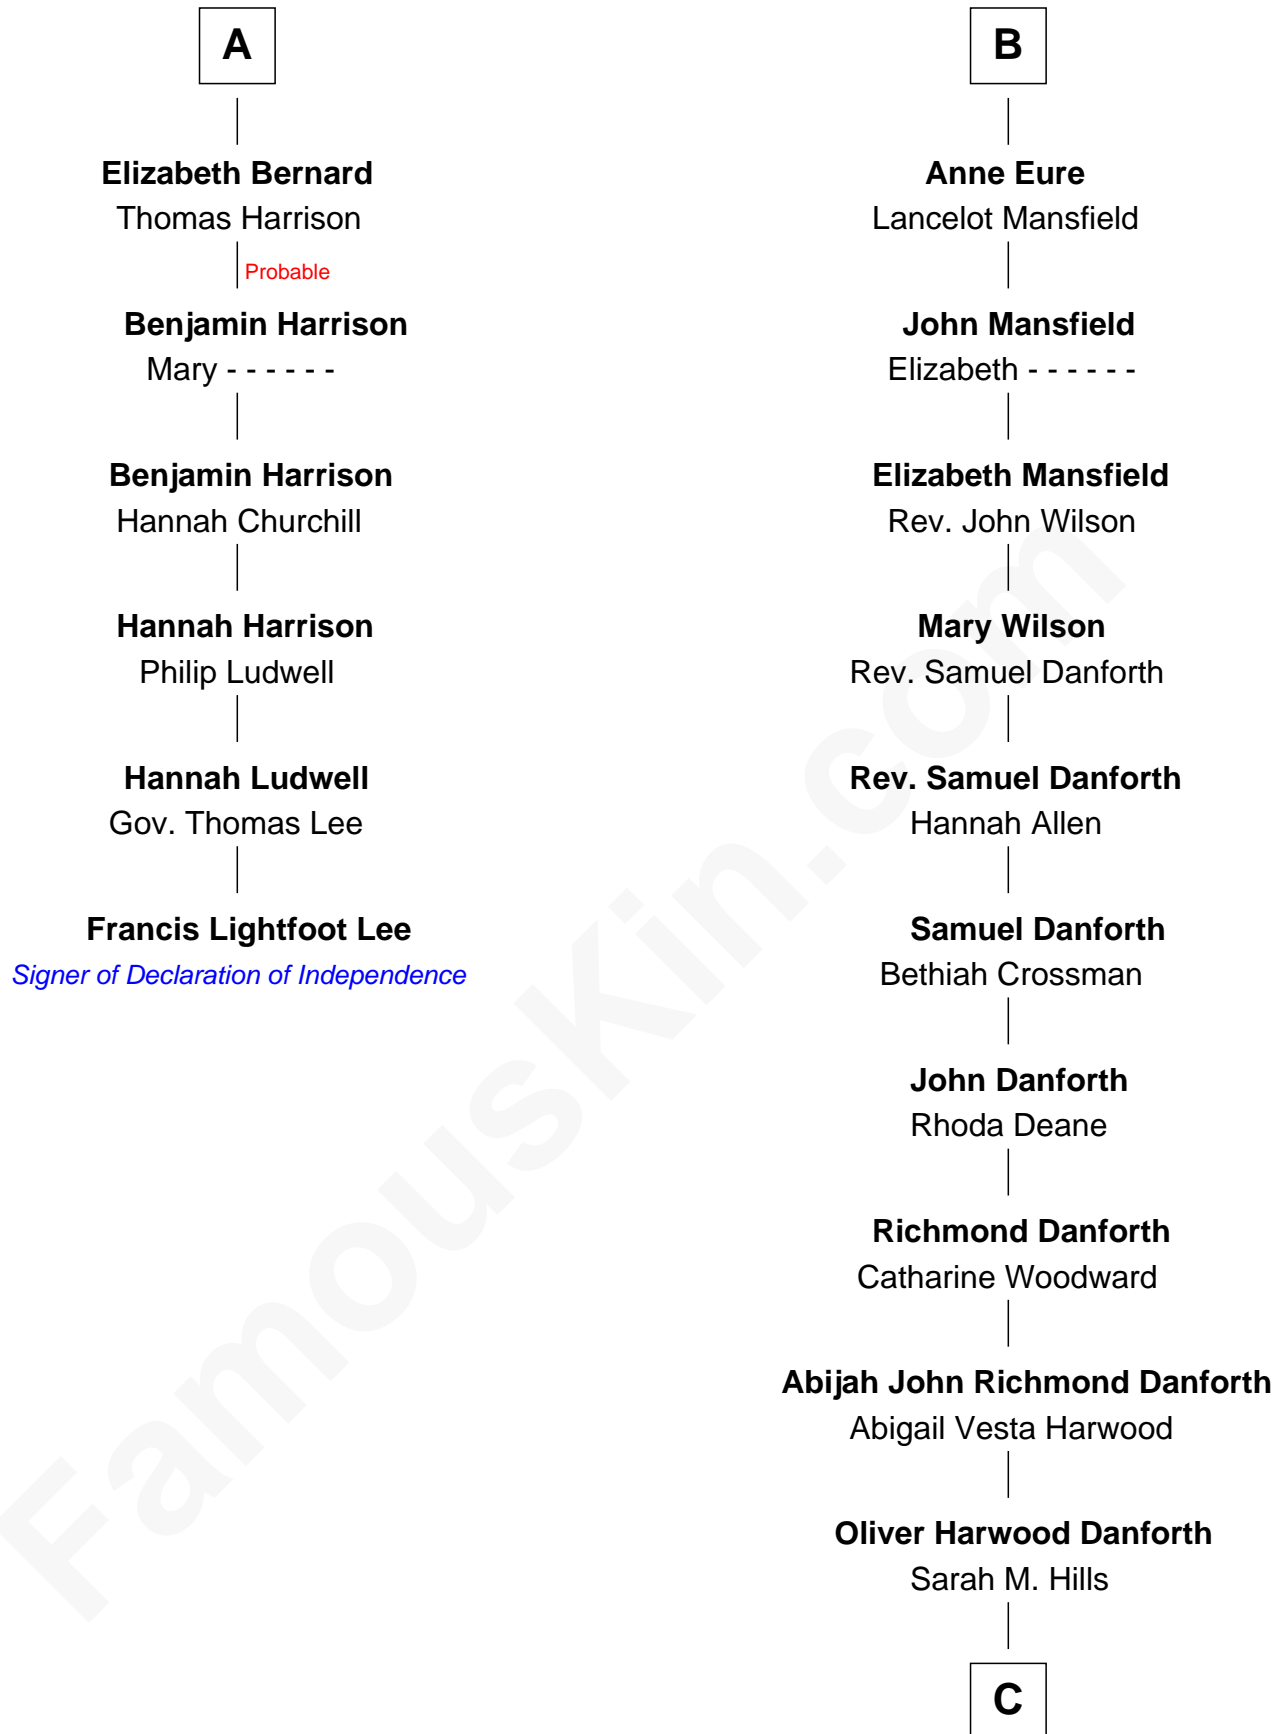 A
Elizabeth Bernard
Thomas Harrison
Probable
Benjamin Harrison
Mary - - - - - -
Benjamin Harrison
Hannah Churchill
Hannah Harrison
Philip Ludwell
Hannah Ludwell
Gov. Thomas Lee
Francis Lightfoot Lee
Signer of Declaration of Independence
B
Anne Eure
Lancelot Mansfield
John Mansfield
Elizabeth - - - - - -
Elizabeth Mansfield
Rev. John Wilson
Mary Wilson
Rev. Samuel Danforth
Rev. Samuel Danforth
Hannah Allen
Samuel Danforth
Bethiah Crossman
John Danforth
Rhoda Deane
Richmond Danforth
Catharine Woodward
Abijah John Richmond Danforth
Abigail Vesta Harwood
Oliver Harwood Danforth
Sarah M. Hills
C
FamousKin.com